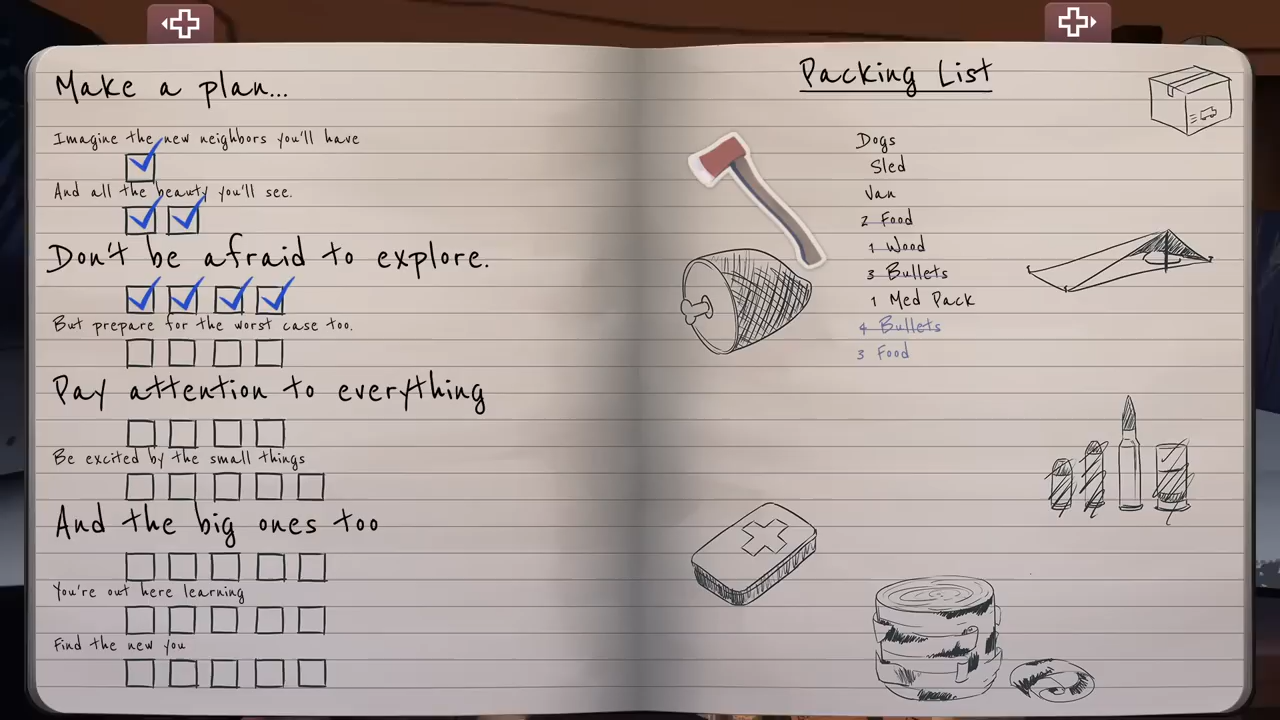 Make a plan...
Imagine the new neighbors you'll have
And all the beauty you'll see.
Don't be afraid to explore.
But prepare for the worst case too.
Pay attention to everything
Be excited by the small things
And the big ones too
You're out here learning
Find the new you
Packing List
Dogs
Sled
Van
2 Food
1 Wood
3 Bullets
1 Med Pack
4 Bullets
3 Food